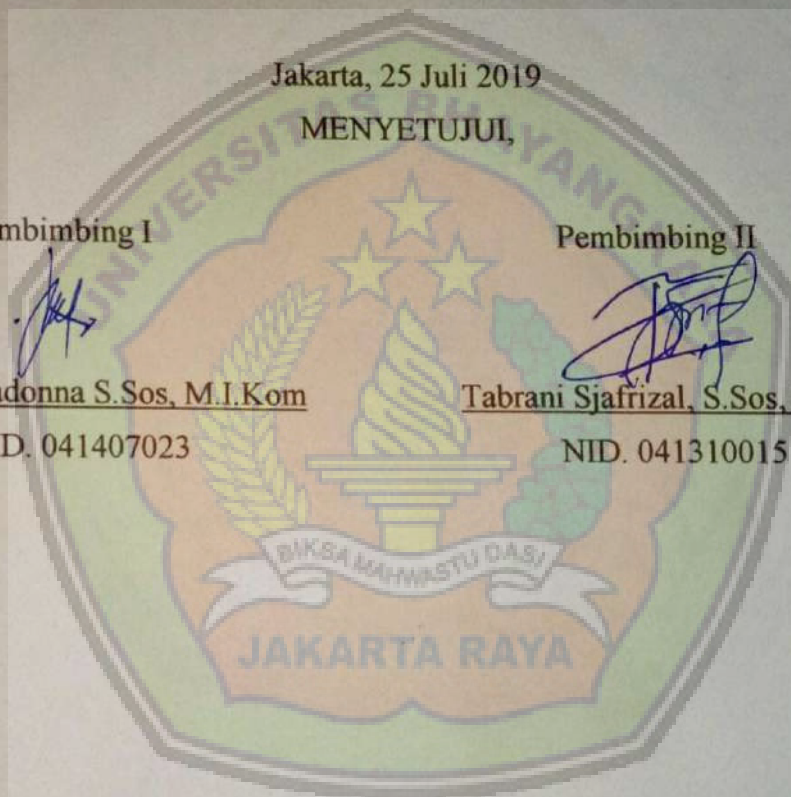 Jakarta, 25 Juli 2019
MENYETUJUI,
mbimbing I
Pembimbing II
donna S.Sos, M.I.Kom
Tabrani Sjafrizal, S.Sos,
D. 041407023
NID. 041310015
UNIVERSITAS BHAYANGKARA
BIKSA MAHWASTU DASI
JAKARTA RAYA